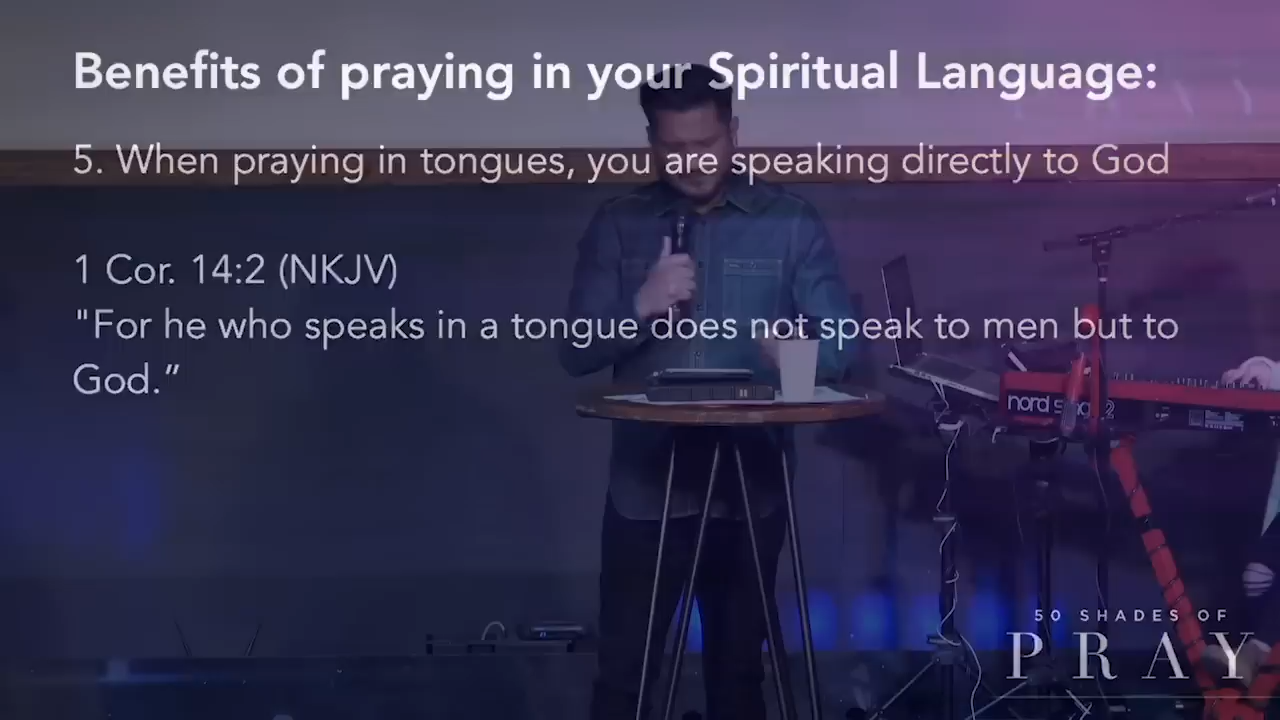 Benefits of praying in your Spiritual Language:
5. When praying in tongues, you are speaking directly to God
1 Cor. 14:2 (NKJV)
"For he who speaks in a tongue does not speak to men but to
God.”
nord
50 SHADES OF
PRAY